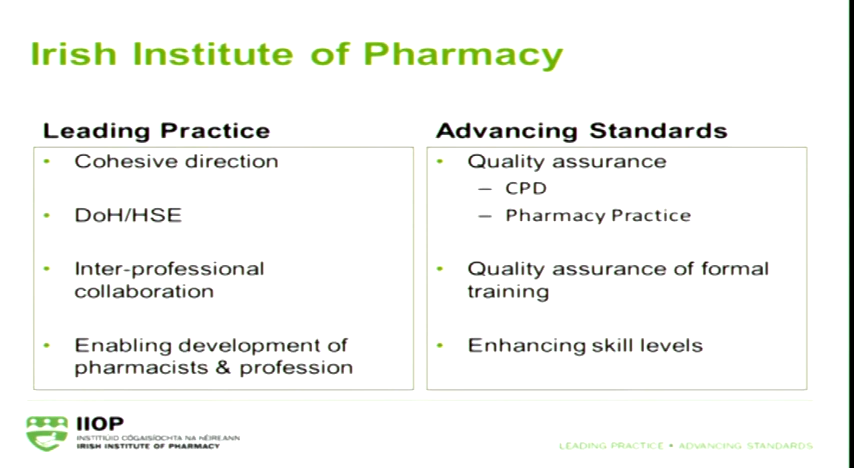 Irish Institute of Pharmacy
Leading Practice
• Cohesive direction
• DoH/HSE
• Inter-professional
collaboration
• Enabling development of
pharmacists & profession
Advancing Standards
• Quality assurance
– CPD
– Pharmacy Practice
• Quality assurance of formal
training
• Enhancing skill levels
IIOP
INSTITIÚID CÓGAISÍOCHTA NA HÉIREANN
IRISH INSTITUTE OF PHARMACY
LEADING PRACTICE • ADVANCING STANDARDS